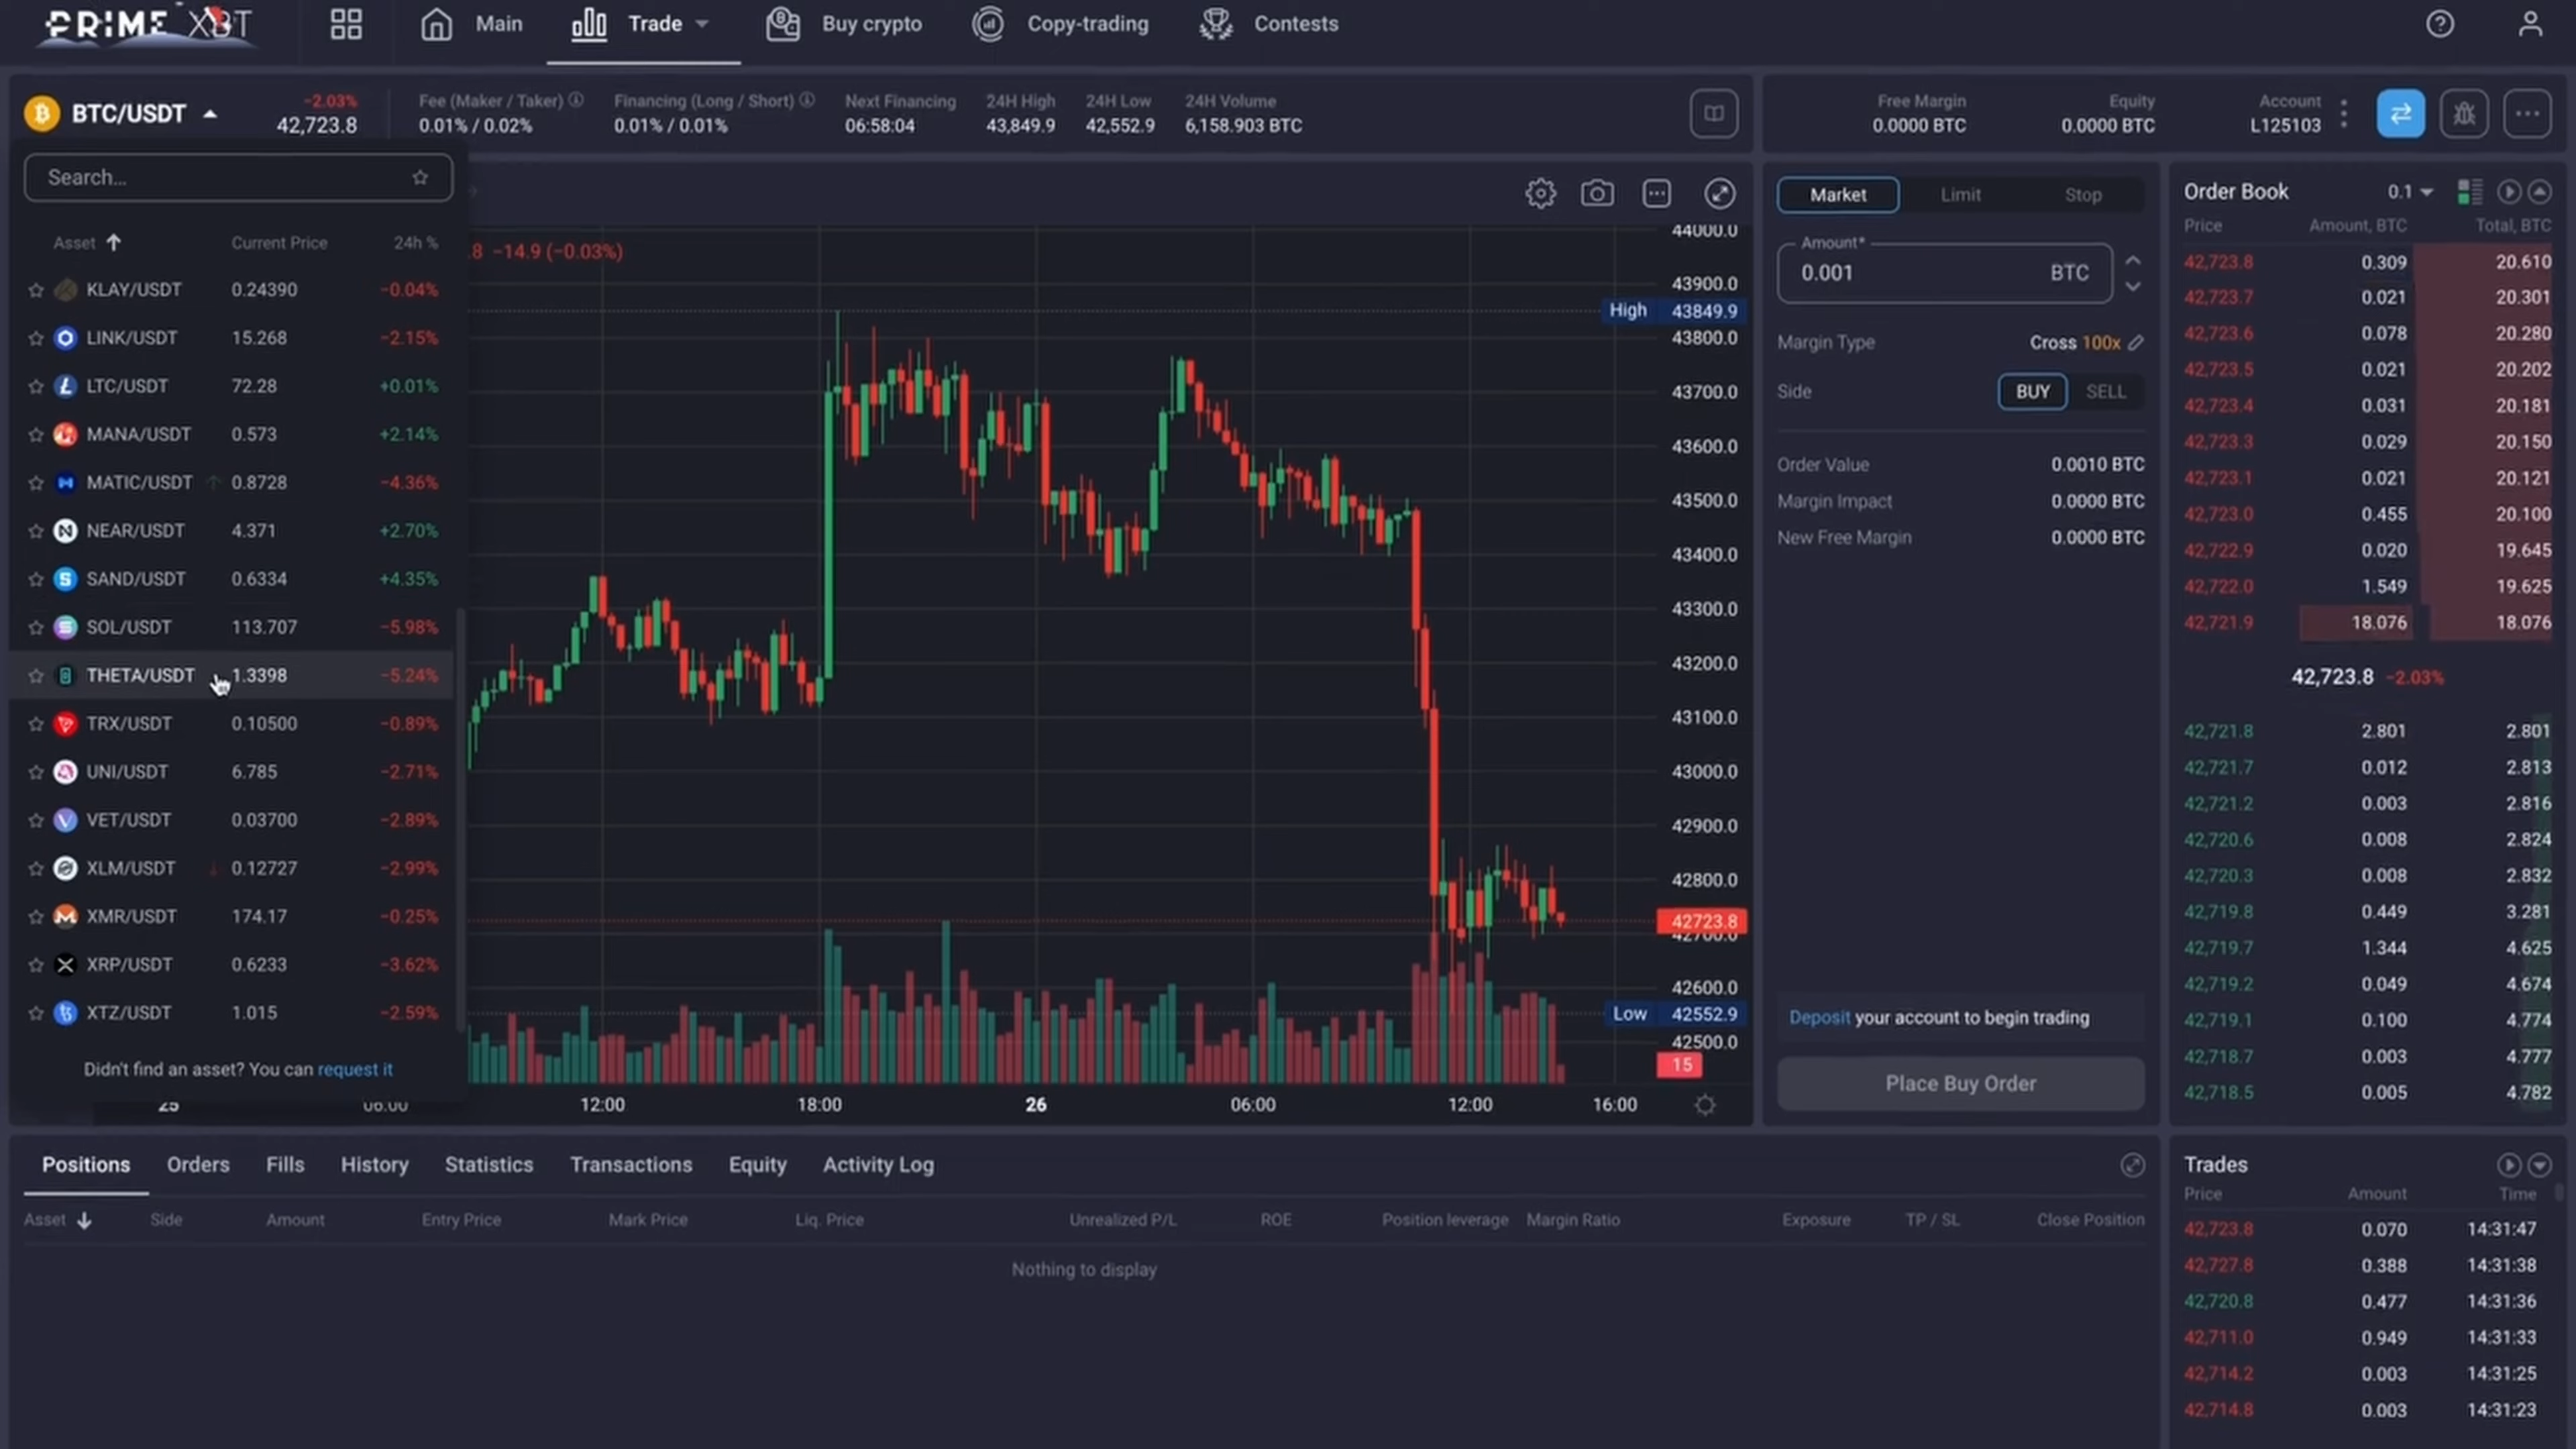 PRIME XBT
Main
Trade
Buy crypto
Copy-trading
Contests
BTC/USDT
-2.03%
42,723.8
Fee (Maker / Taker)
0.01% / 0.02%
Financing (Long / Short)
0.01% / 0.01%
Next Financing
06:58:04
24H High
43,849.9
24H Low
42,552.9
24H Volume
6,158.903 BTC
Free Margin
0.0000 BTC
Equity
0.0000 BTC
Account
L125103
Search...
Asset Current Price 24h %
KLAY/USDT 0.24390 -0.04%
LINK/USDT 15.268 -2.15%
LTC/USDT 72.28 +0.01%
MANA/USDT 0.573 +2.14%
MATIC/USDT 0.8728 -4.36%
NEAR/USDT 4.371 +2.70%
SAND/USDT 0.6334 +4.35%
SOL/USDT 113.707 -5.98%
THETA/USDT 1.3398 -5.24%
TRX/USDT 0.10500 -0.89%
UNI/USDT 6.785 -2.71%
VET/USDT 0.03700 -2.89%
XLM/USDT 0.12727 -2.99%
XMR/USDT 174.17 -0.25%
XRP/USDT 0.6233 -3.62%
XTZ/USDT 1.015 -2.59%
Didn't find an asset? You can request it
.8 -14.9 (-0.03%)
44000.0
43900.0
High 43849.9
43800.0
43700.0
43600.0
43500.0
43400.0
43300.0
43200.0
43100.0
43000.0
42900.0
42800.0
42723.8
42700.0
42600.0
Low 42552.9
42500.0
15
25 06:00 12:00 18:00 26 06:00 12:00 16:00
Market Limit Stop
Amount*
0.001 BTC
Margin Type Cross 100x
Side BUY SELL
Order Value 0.0010 BTC
Margin Impact 0.0000 BTC
New Free Margin 0.0000 BTC
Deposit your account to begin trading
Place Buy Order
Order Book 0.1
Price Amount, BTC Total, BTC
42,723.8 0.309 20.610
42,723.7 0.021 20.301
42,723.6 0.078 20.280
42,723.5 0.021 20.202
42,723.4 0.031 20.181
42,723.3 0.029 20.150
42,723.1 0.021 20.121
42,723.0 0.455 20.100
42,722.9 0.020 19.645
42,722.0 1.549 19.625
42,721.9 18.076 18.076
42,723.8 -2.03%
42,721.8 2.801 2.801
42,721.7 0.012 2.813
42,721.2 0.003 2.816
42,720.6 0.008 2.824
42,720.3 0.008 2.832
42,719.8 0.449 3.281
42,719.7 1.344 4.625
42,719.2 0.049 4.674
42,719.1 0.100 4.774
42,718.7 0.003 4.777
42,718.5 0.005 4.782
Positions Orders Fills History Statistics Transactions Equity Activity Log
Asset Side Amount Entry Price Mark Price Liq. Price Unrealized P/L ROE Position leverage Margin Ratio Exposure TP / SL Close Position
Nothing to display
Trades
Price Amount Time
42,723.8 0.070 14:31:47
42,727.8 0.388 14:31:38
42,720.8 0.477 14:31:36
42,711.0 0.949 14:31:33
42,714.2 0.003 14:31:25
42,714.8 0.003 14:31:23